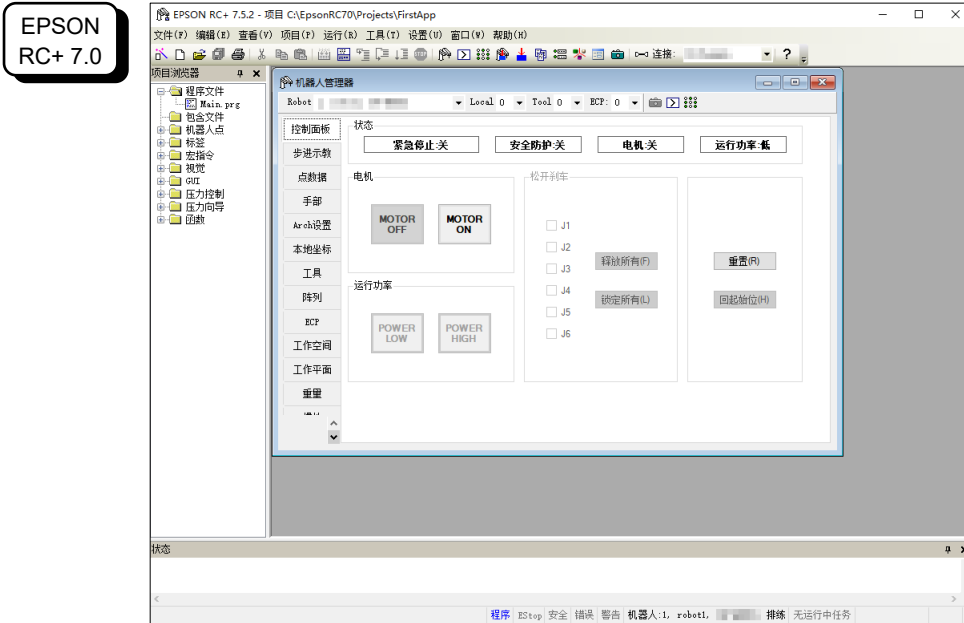 EPSON
RC+ 7.0
EPSON RC+ 7.5.2 - 项目 C:\EpsonRC70\Projects\FirstApp
文件(F) 编辑(E) 查看(V) 项目(P) 运行(R) 工具(T) 设置(U) 窗口(W) 帮助(H)
连接:
项目浏览器
程序文件
Main.prg
包含文件
机器人点
标签
宏指令
视觉
GUI
压力控制
压力向导
函数
机器人管理器
Robot
Local 0
Tool 0
ECP: 0
控制面板
步进示教
点数据
手部
Arch设置
本地坐标
工具
阵列
ECP
工作空间
工作平面
重量
状态
紧急停止:关
安全防护:关
电机:关
运行功率:低
电机
MOTOR
OFF
MOTOR
ON
运行功率
POWER
LOW
POWER
HIGH
松开刹车
J1
J2
J3
J4
J5
J6
释放所有(F)
锁定所有(L)
重置(R)
回起始位(H)
状态
程序 EStop 安全 错误 警告 机器人:1, robot1, 排练 无运行中任务